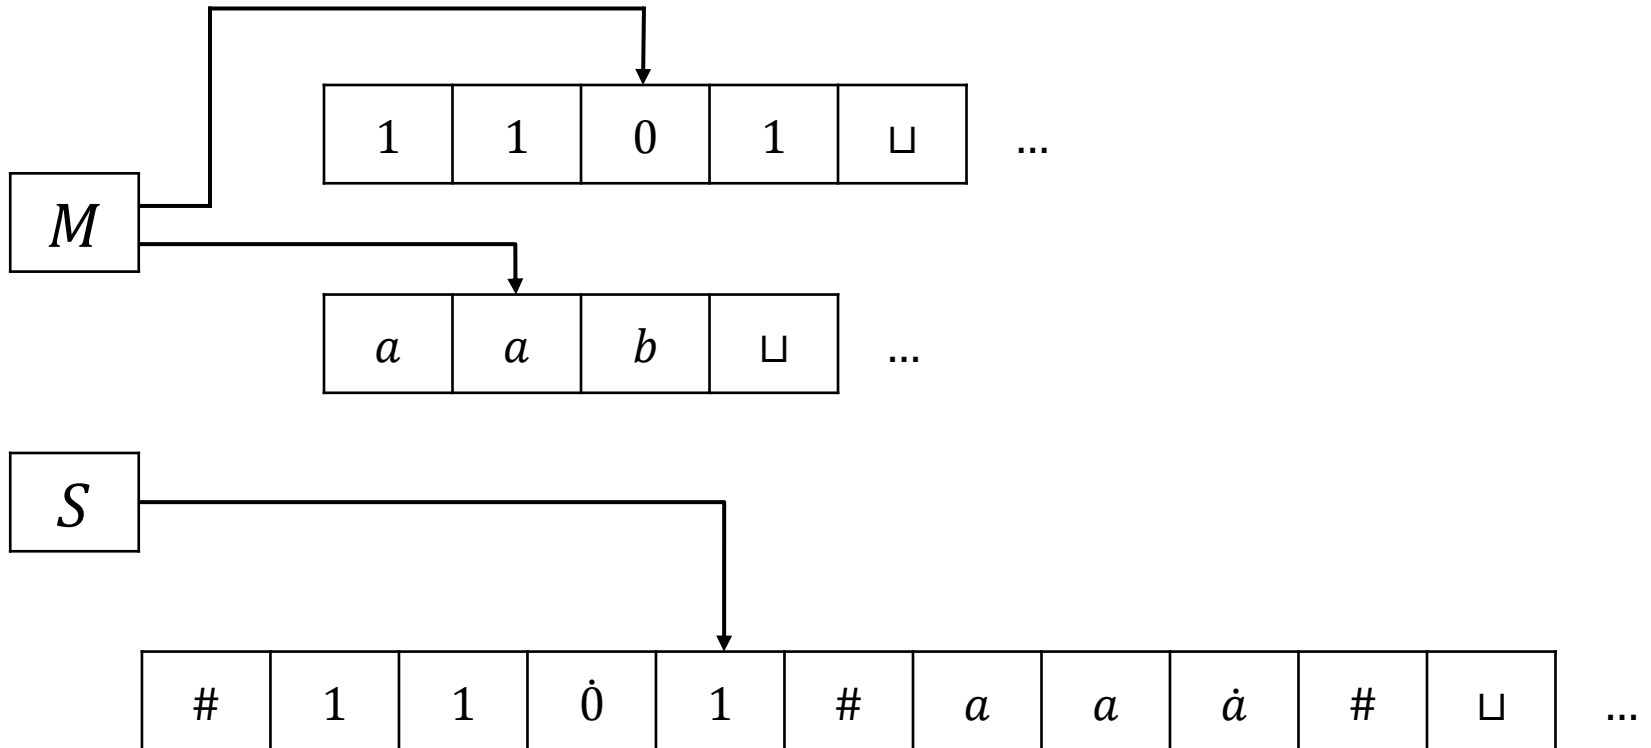 1 1 0 1 ⊔ ...
M
a a b ⊔ ...
S
# 1 1 0̇ 1 # a a ȧ # ⊔ ...